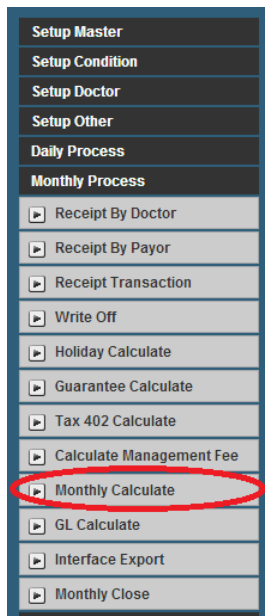 Setup Master
Setup Condition
Setup Doctor
Setup Other
Daily Process
Monthly Process
Receipt By Doctor
Receipt By Payor
Receipt Transaction
Write Off
Holiday Calculate
Guarantee Calculate
Tax 402 Calculate
Calculate Management Fee
Monthly Calculate
GL Calculate
Interface Export
Monthly Close